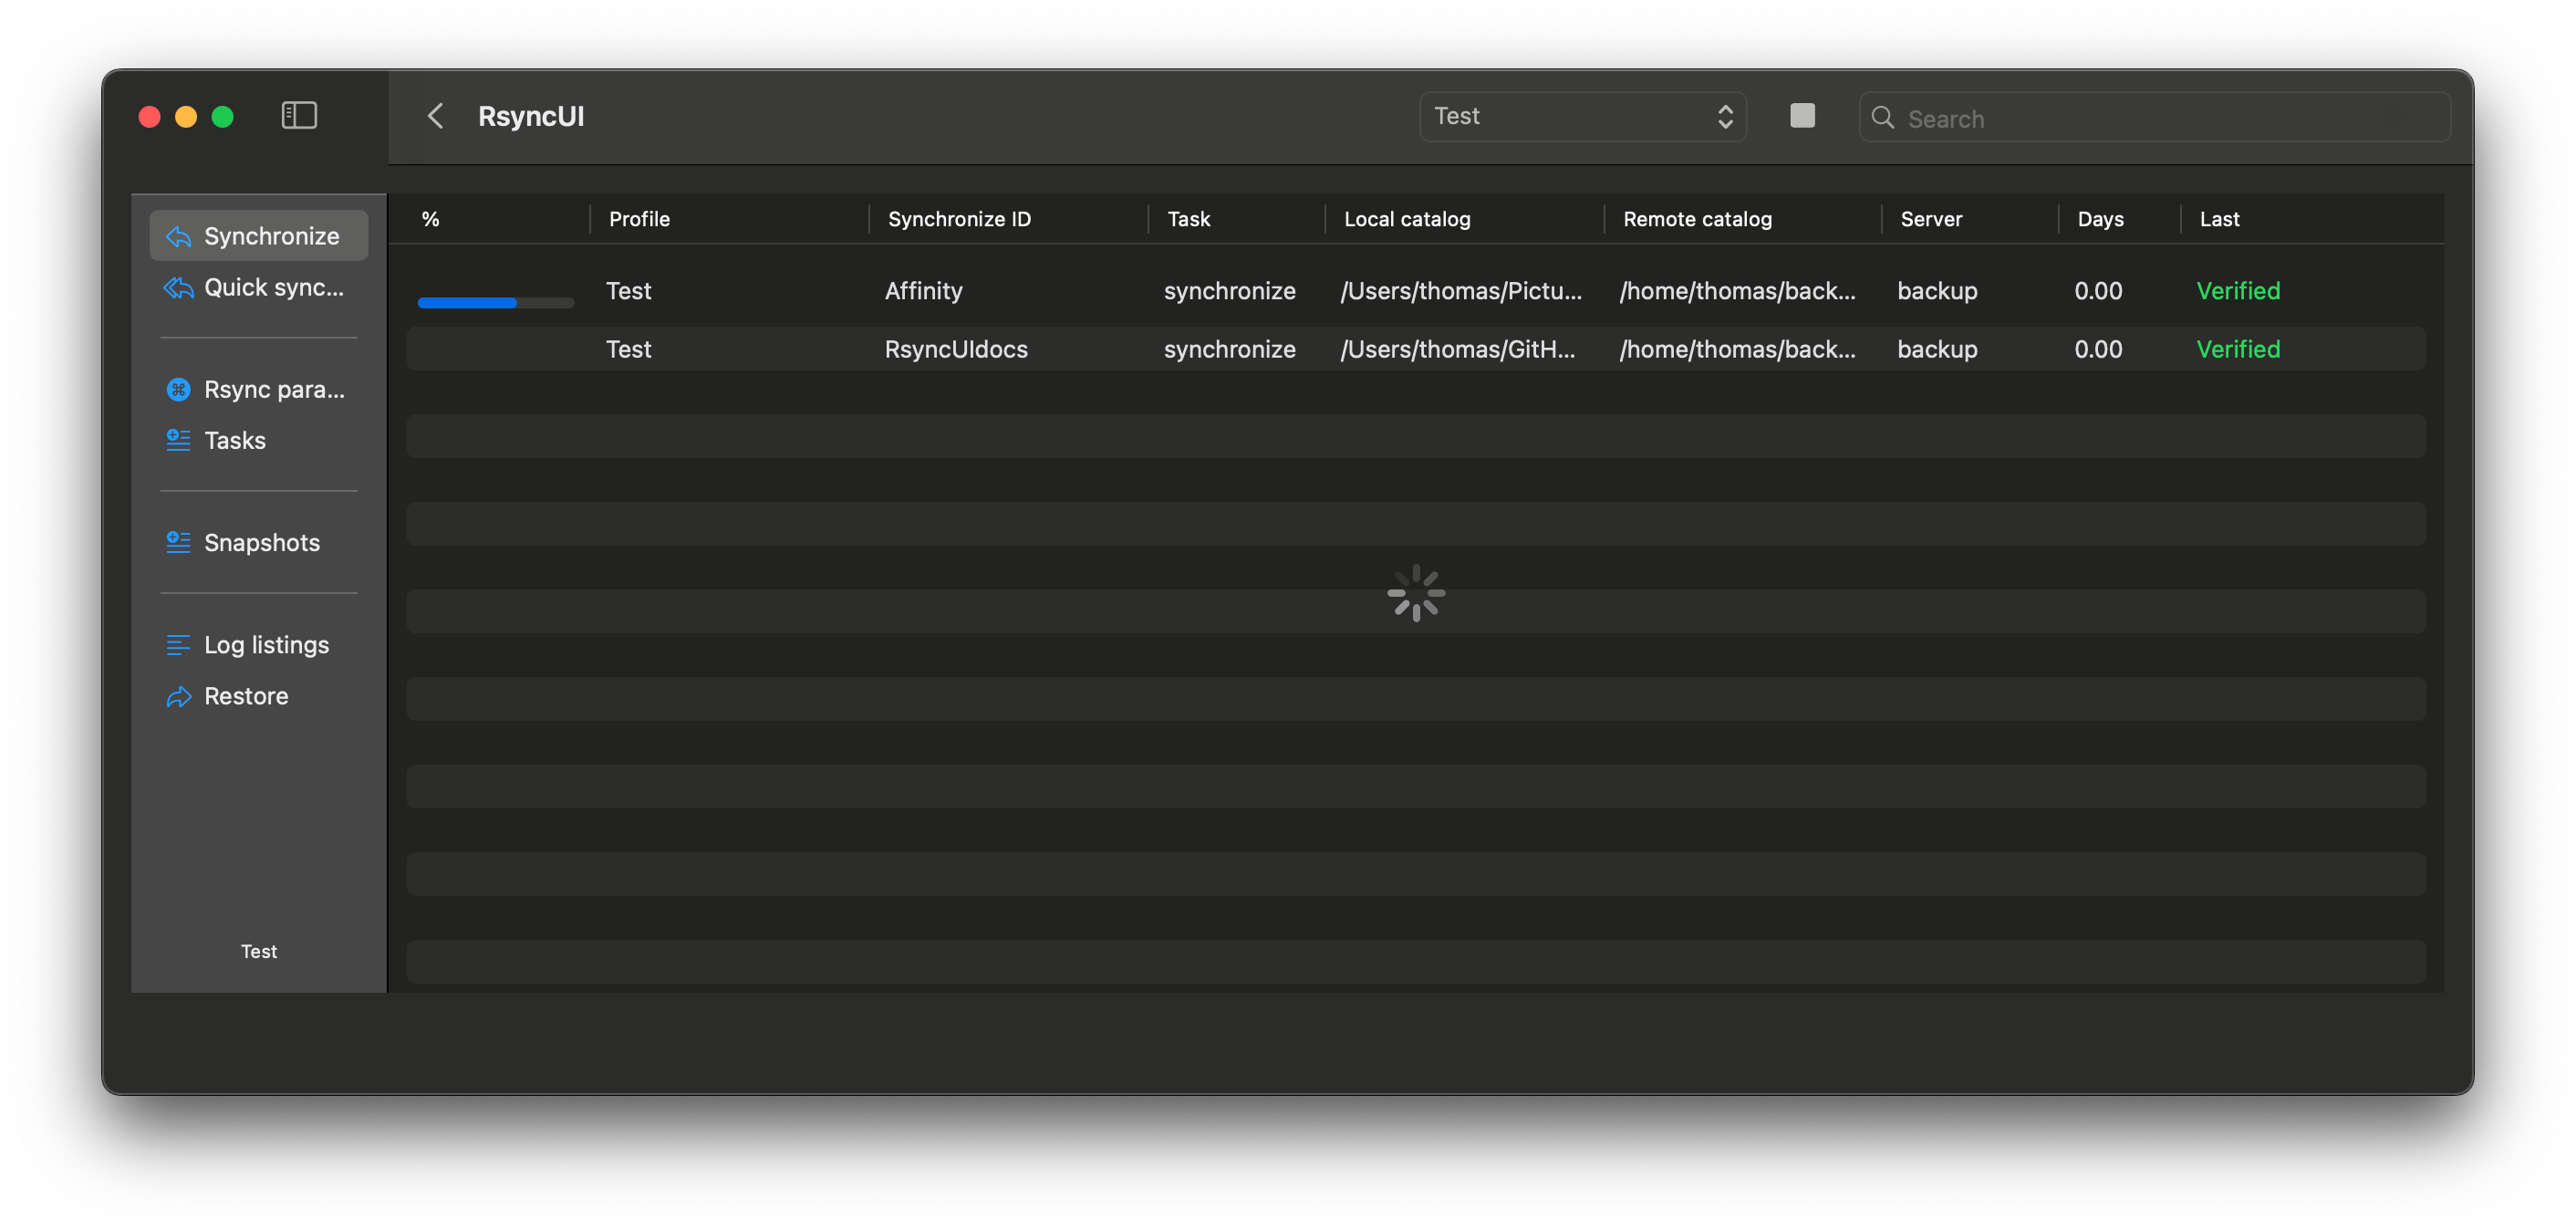 RsyncUI
Test
Search
Synchronize
Quick sync...
Rsync para...
Tasks
Snapshots
Log listings
Restore
Test
% Profile Synchronize ID Task Local catalog Remote catalog Server Days Last
Test Affinity synchronize /Users/thomas/Pictu... /home/thomas/back... backup 0.00 Verified
Test RsyncUIdocs synchronize /Users/thomas/GitH... /home/thomas/back... backup 0.00 Verified